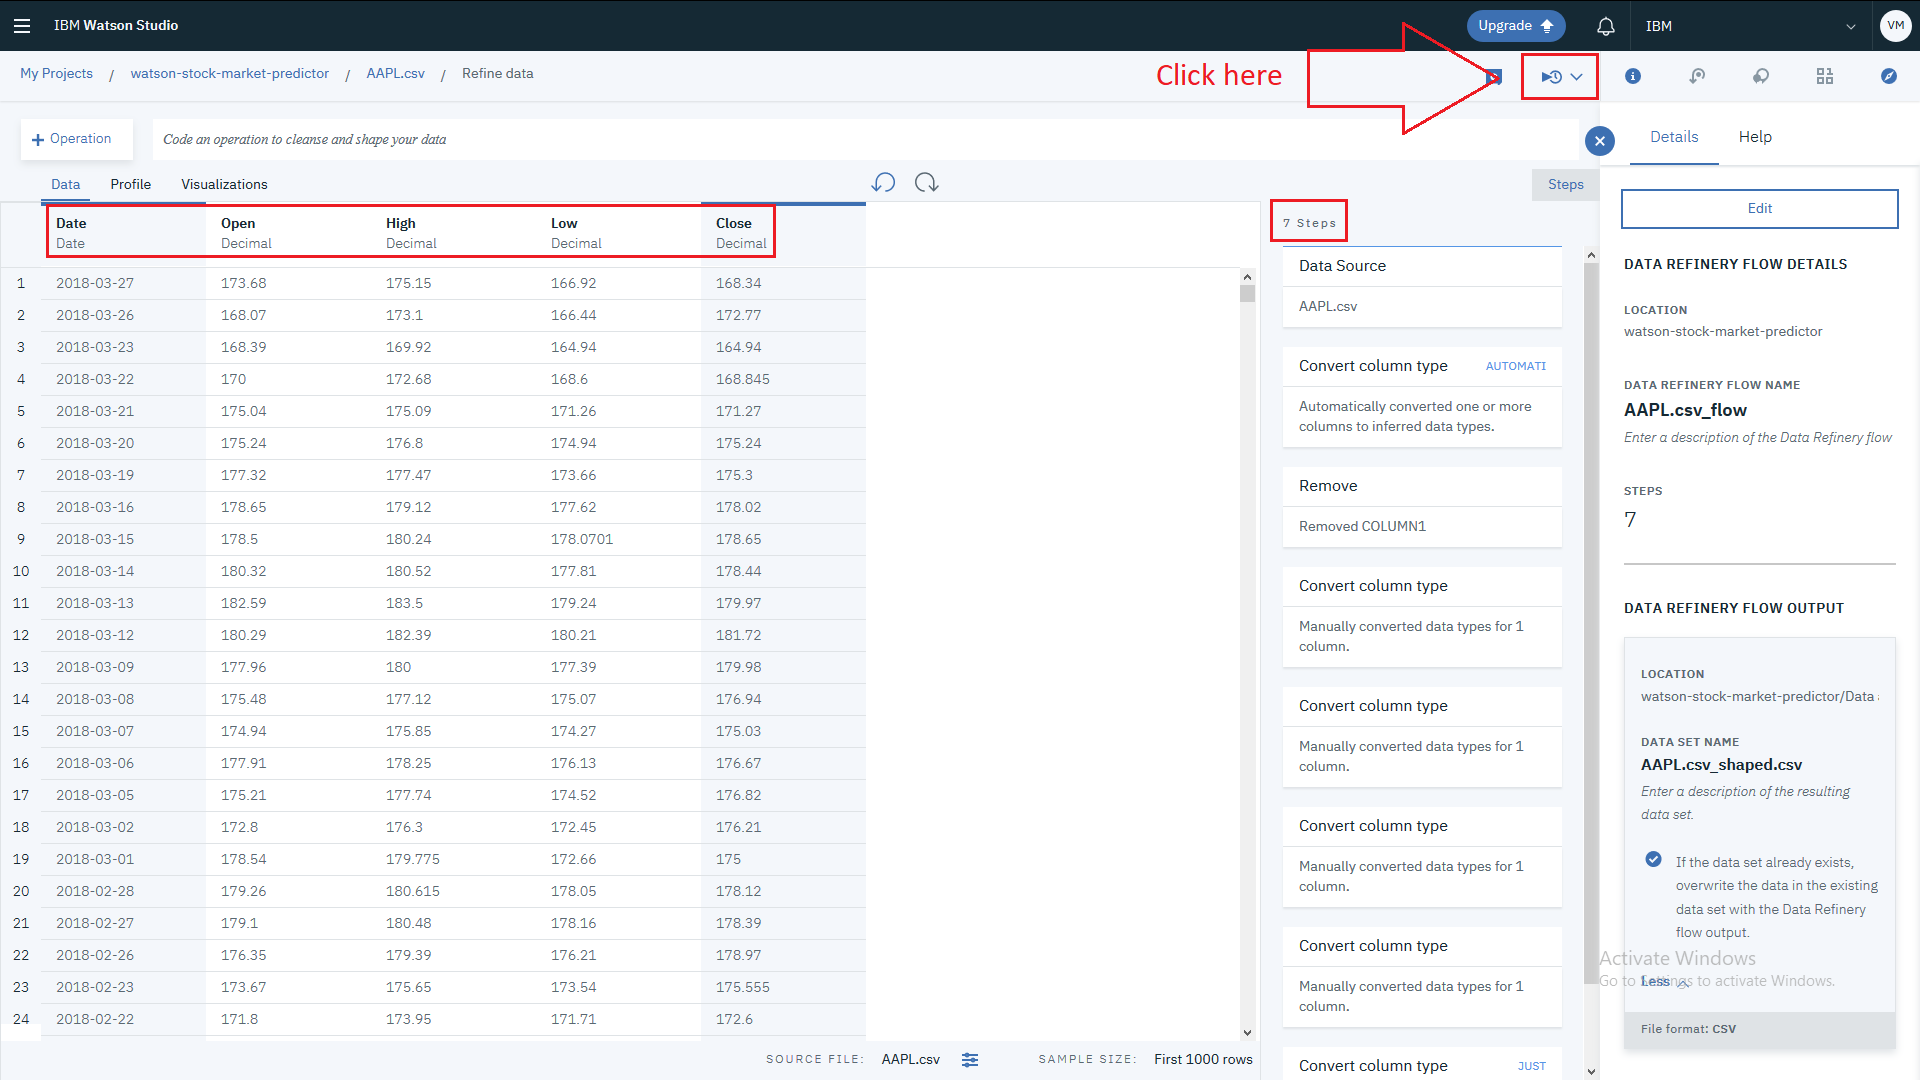 IBM Watson Studio
Upgrade
IBM
VM
My Projects / watson-stock-market-predictor / AAPL.csv / Refine data
Click here
Operation
Code an operation to cleanse and shape your data
Details Help
Data Profile Visualizations
Steps
Date Open High Low Close
Date Decimal Decimal Decimal Decimal
1 2018-03-27 173.68 175.15 166.92 168.34
2 2018-03-26 168.07 173.1 166.44 172.77
3 2018-03-23 168.39 169.92 164.94 164.94
4 2018-03-22 170 172.68 168.6 168.845
5 2018-03-21 175.04 175.09 171.26 171.27
6 2018-03-20 175.24 176.8 174.94 175.24
7 2018-03-19 177.32 177.47 173.66 175.3
8 2018-03-16 178.65 179.12 177.62 178.02
9 2018-03-15 178.5 180.24 178.0701 178.65
10 2018-03-14 180.32 180.52 177.81 178.44
11 2018-03-13 182.59 183.5 179.24 179.97
12 2018-03-12 180.29 182.39 180.21 181.72
13 2018-03-09 177.96 180 177.39 179.98
14 2018-03-08 175.48 177.12 175.07 176.94
15 2018-03-07 174.94 175.85 174.27 175.03
16 2018-03-06 177.91 178.25 176.13 176.67
17 2018-03-05 175.21 177.74 174.52 176.82
18 2018-03-02 172.8 176.3 172.45 176.21
19 2018-03-01 178.54 179.775 172.66 175
20 2018-02-28 179.26 180.615 178.05 178.12
21 2018-02-27 179.1 180.48 178.16 178.39
22 2018-02-26 176.35 179.39 176.21 178.97
23 2018-02-23 173.67 175.65 173.54 175.555
24 2018-02-22 171.8 173.95 171.71 172.6
SOURCE FILE: AAPL.csv
SAMPLE SIZE: First 1000 rows
7 Steps
Data Source
AAPL.csv
Convert column type AUTOMATI
Automatically converted one or more
columns to inferred data types.
Remove
Removed COLUMN1
Convert column type
Manually converted data types for 1
column.
Convert column type
Manually converted data types for 1
column.
Convert column type
Manually converted data types for 1
column.
Convert column type
Manually converted data types for 1
column.
Convert column type JUST
Edit
DATA REFINERY FLOW DETAILS
LOCATION
watson-stock-market-predictor
DATA REFINERY FLOW NAME
AAPL.csv_flow
Enter a description of the Data Refinery flow
STEPS
7
DATA REFINERY FLOW OUTPUT
LOCATION
watson-stock-market-predictor/Data
DATA SET NAME
AAPL.csv_shaped.csv
Enter a description of the resulting
data set.
If the data set already exists,
overwrite the data in the existing
data set with the Data Refinery
flow output.
Less
Activate Windows
Go to Settings to activate Windows.
File format: CSV